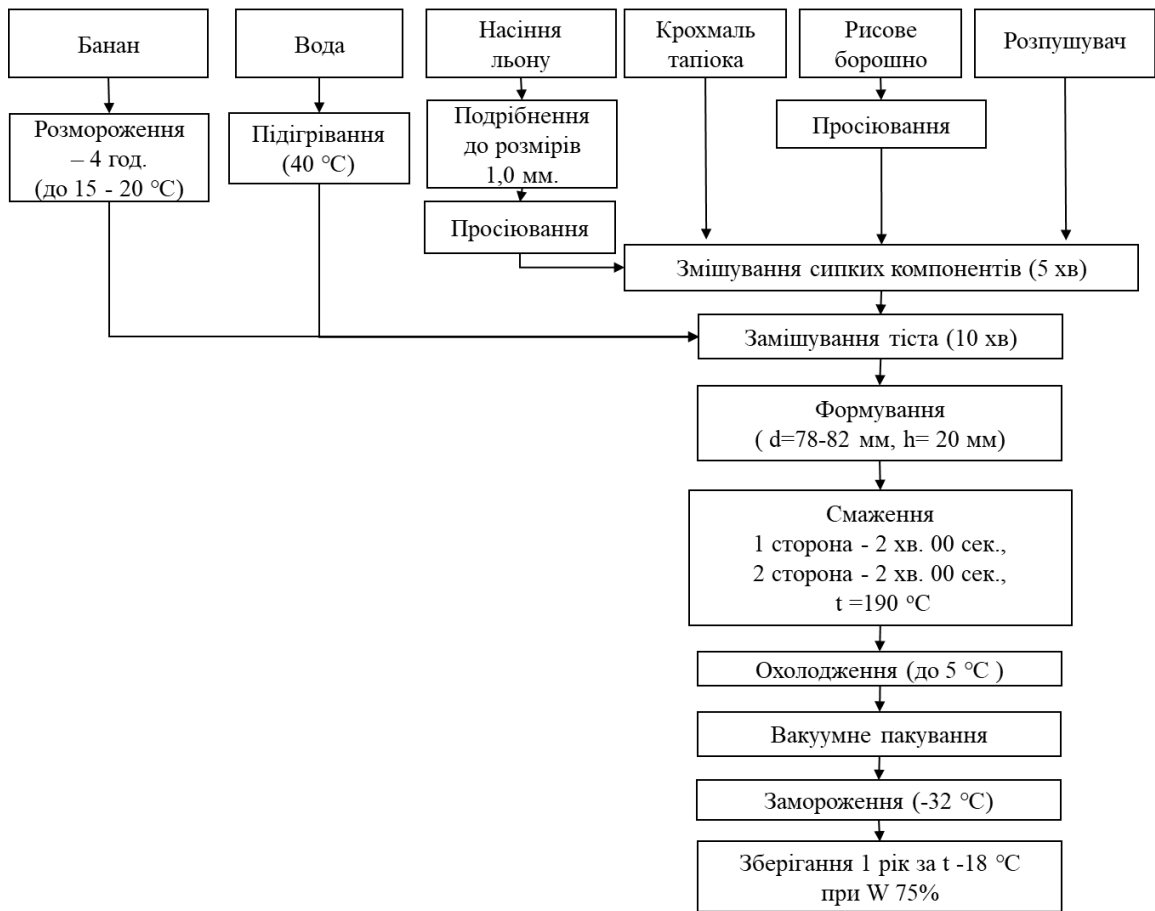 Банан
Вода
Насіння
льону
Крохмаль
тапіока
Рисове
борошно
Розпушувач
Розмороження
– 4 год.
(до 15 - 20 °С)
Підігрівання
(40 °С)
Подрібнення
до розмірів
1,0 мм.
Просіювання
Просіювання
Змішування сипких компонентів (5 хв)
Замішування тіста (10 хв)
Формування
( d=78-82 мм, h= 20 мм)
Смаження
1 сторона - 2 хв. 00 сек.,
2 сторона - 2 хв. 00 сек.,
t =190 °С
Охолодження (до 5 °С )
Вакуумне пакування
Замороження (-32 °С)
Зберігання 1 рік за t -18 °С
при W 75%